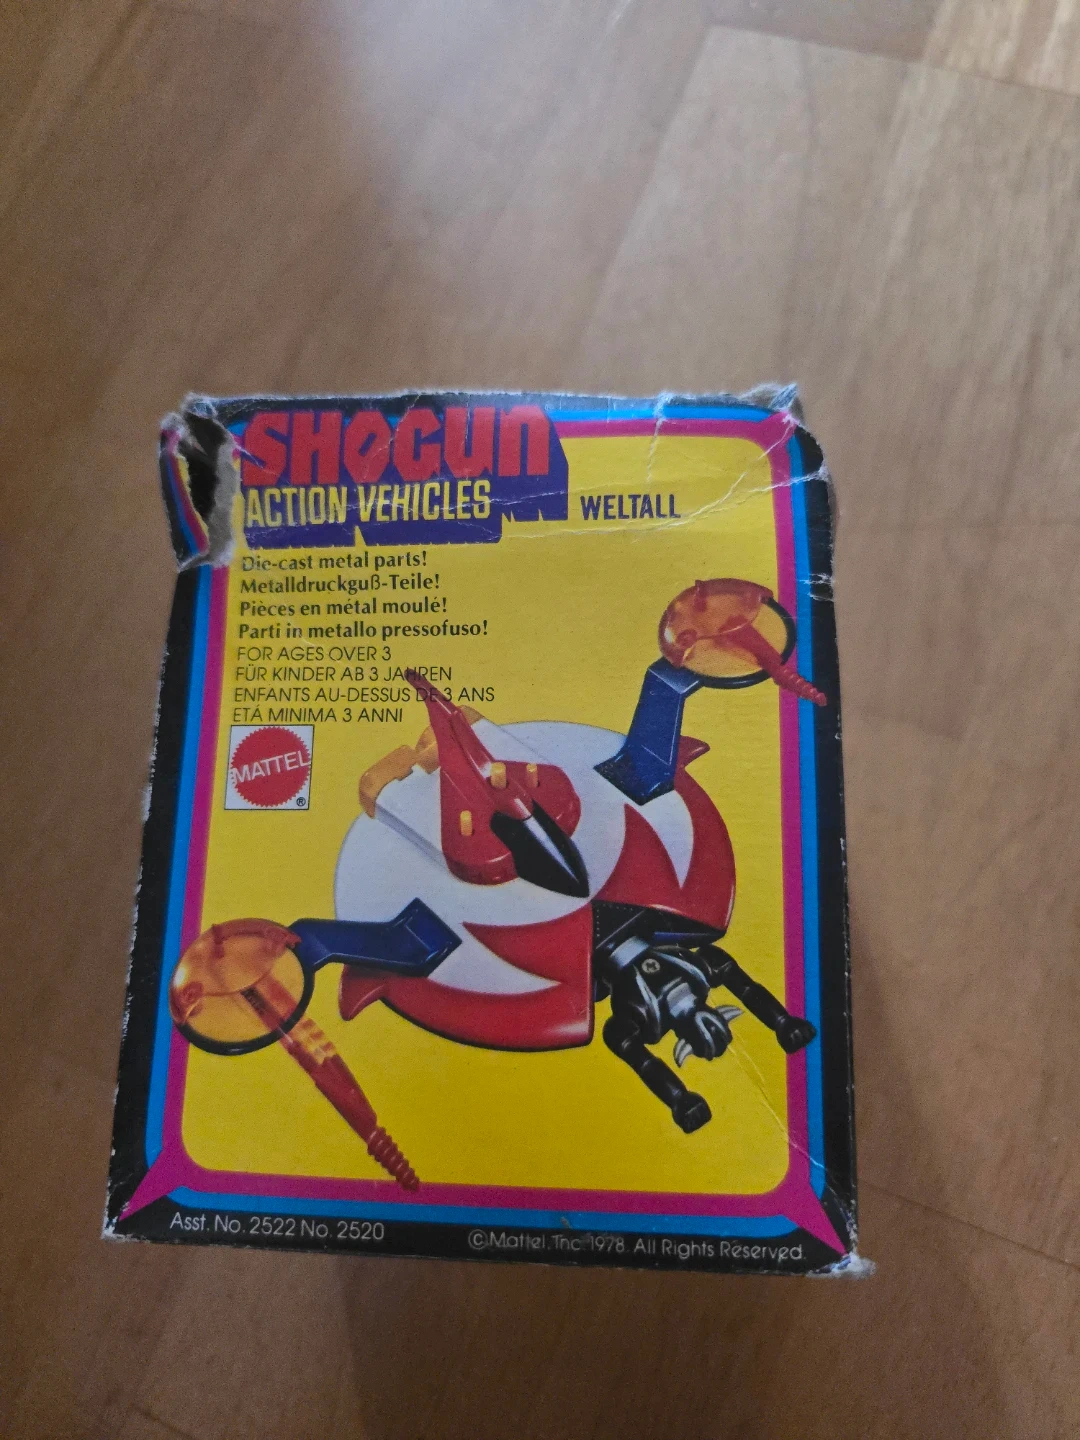 SHOGUN
ACTION VEHICLES
WELTALL
Die-cast metal parts!
Metalldruckguß-Teile!
Pièces en métal moulé!
Parti in metallo pressofuso!
FOR AGES OVER 3
FÜR KINDER AB 3 JAHREN
ENFANTS AU-DESSUS DE 3 ANS
ETÁ MINIMA 3 ANNI
MATTEL
®
Asst. No. 2522 No. 2520
©Mattel, Inc. 1978. All Rights Reserved.